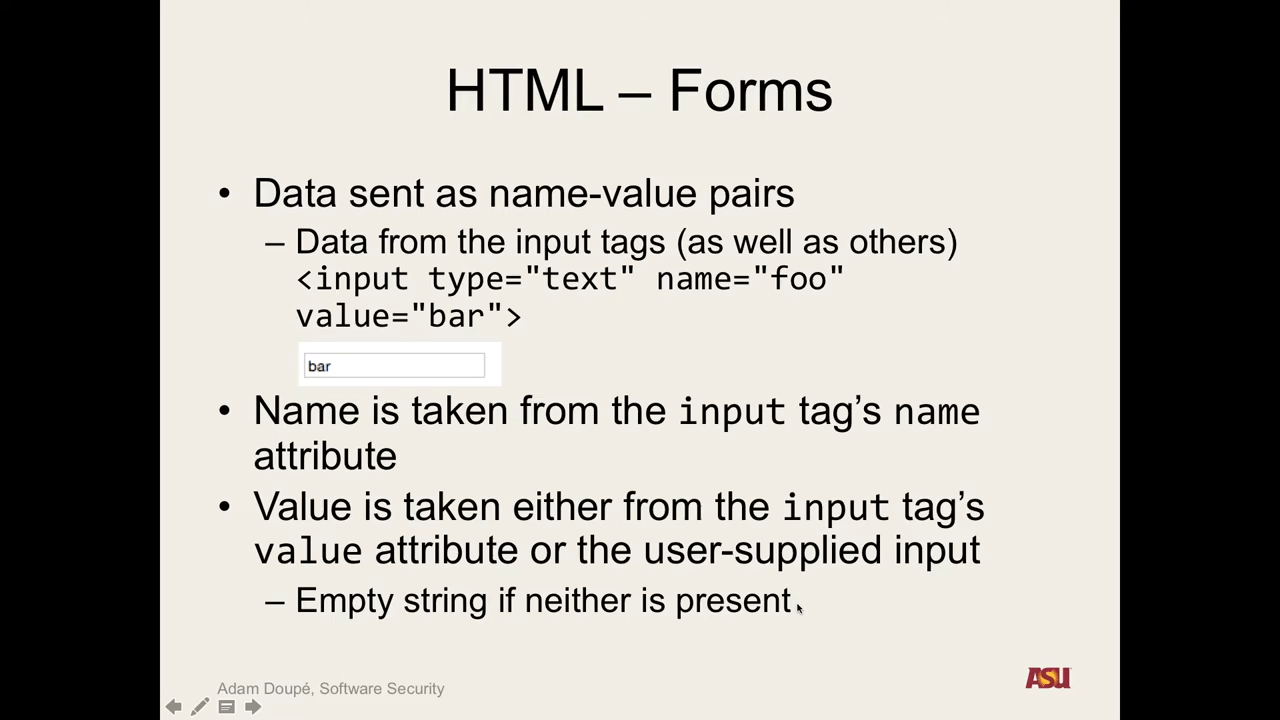 HTML – Forms
• Data sent as name-value pairs
– Data from the input tags (as well as others)
<input type="text" name="foo"
value="bar">
bar
• Name is taken from the input tag’s name
attribute
• Value is taken either from the input tag’s
value attribute or the user-supplied input
– Empty string if neither is present
Adam Doupé, Software Security
ASU